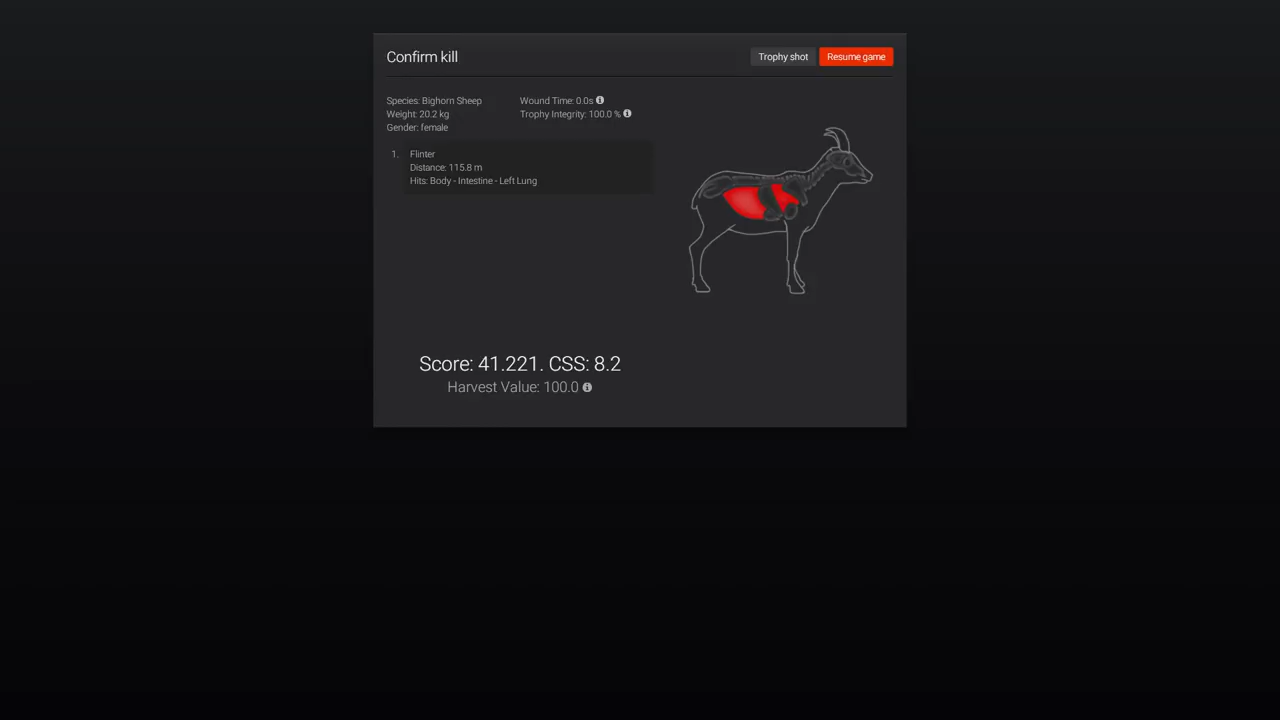 Confirm kill
Trophy shot
Resume game
Species: Bighorn Sheep
Weight: 20.2 kg
Gender: female
Wound Time: 0.0s
Trophy Integrity: 100.0 %
1. Flinter
Distance: 115.8 m
Hits: Body - Intestine - Left Lung
Score: 41.221. CSS: 8.2
Harvest Value: 100.0